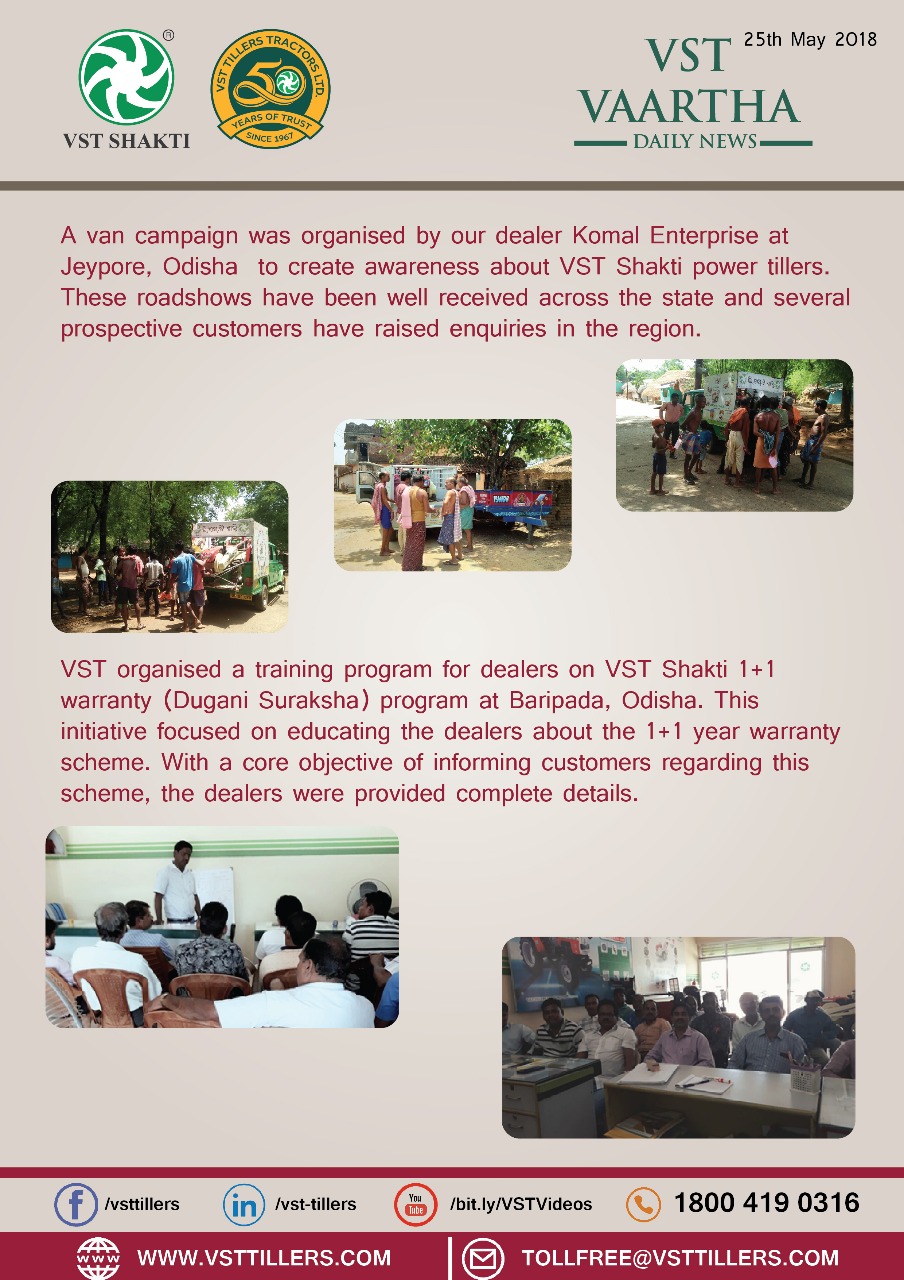 ®
VST SHAKTI
VST TILLERS TRACTORS LTD.
50
YEARS OF TRUST
SINCE 1967
25th May 2018
VST
VAARTHA
DAILY NEWS
A van campaign was organised by our dealer Komal Enterprise at
Jeypore, Odisha to create awareness about VST Shakti power tillers.
These roadshows have been well received across the state and several
prospective customers have raised enquiries in the region.
VST organised a training program for dealers on VST Shakti 1+1
warranty (Dugani Suraksha) program at Baripada, Odisha. This
initiative focused on educating the dealers about the 1+1 year warranty
scheme. With a core objective of informing customers regarding this
scheme, the dealers were provided complete details.
f /vsttillers
in /vst-tillers
You
Tube
/bit.ly/VSTVideos
1800 419 0316
WWW
WWW.VSTTILLERS.COM
TOLLFREE@VSTTILLERS.COM